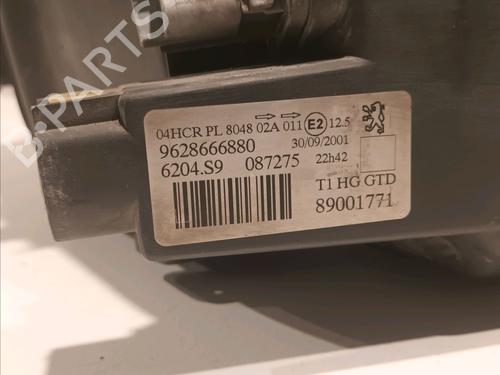 B-PARTS
04HCR PL 8048 02A 011 E2 12.5
9628666880 30/09/2001
6204.S9 087275 22h42
T1 HG GTD
89001771